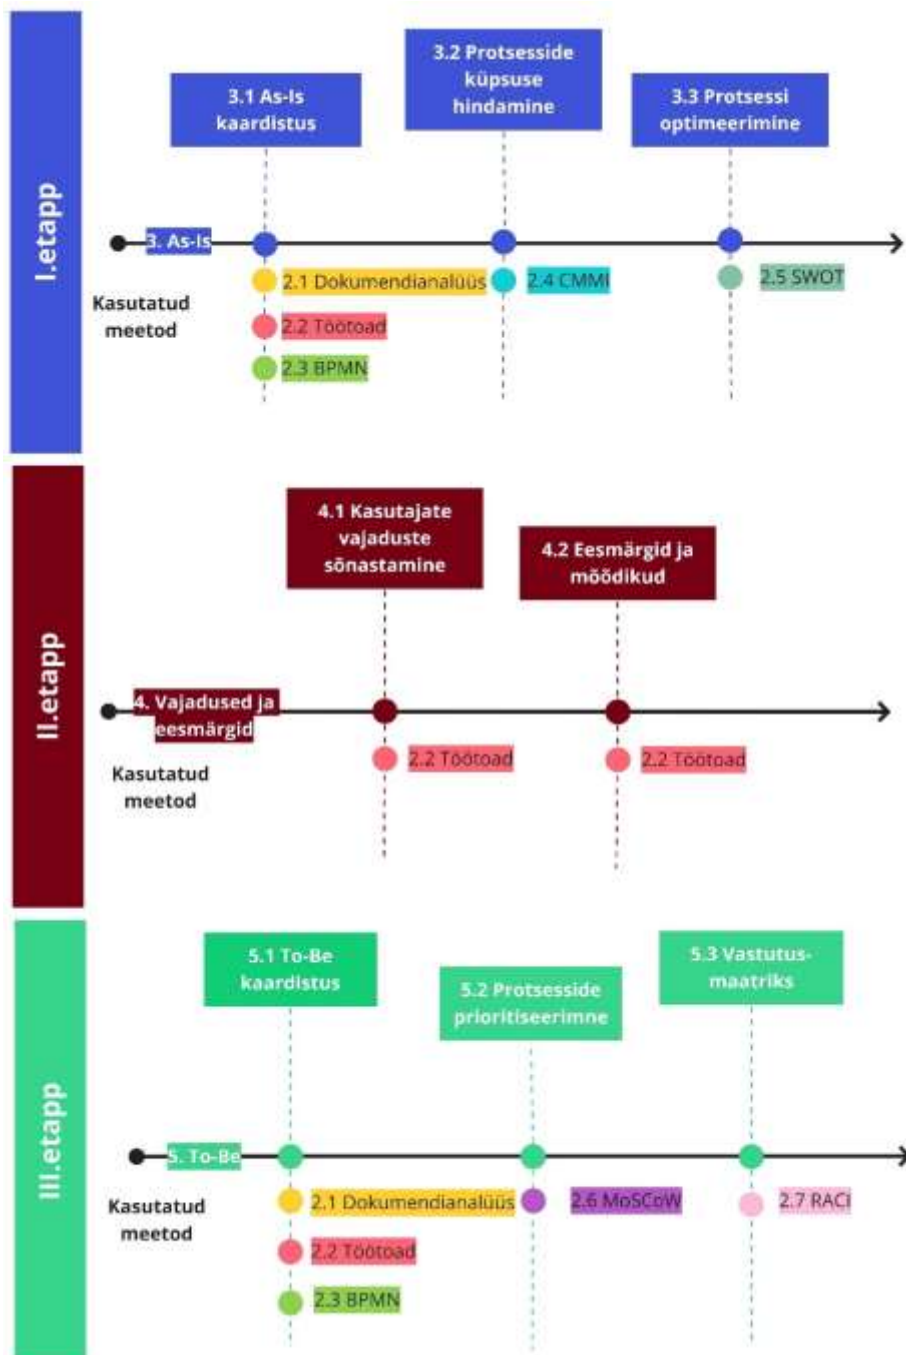 I.etapp
3.1 As-Is
kaardistus
3.2 Protsesside
küpsuse
hindamine
3.3 Protsessi
optimeerimine
3. As-Is
Kasutatud
meetod
2.1 Dokumendianalüüs
2.2 Töötoad
2.3 BPMN
2.4 CMMI
2.5 SWOT
II.etapp
4.1 Kasutajate
vajaduste
sõnastamine
4.2 Eesmärgid ja
mõõdikud
4. Vajadused ja
eesmärgid
Kasutatud
meetod
2.2 Töötoad
2.2 Töötoad
III.etapp
5.1 To-Be
kaardistus
5.2 Protsesside
prioritiseerimne
5.3 Vastutus-
maatriks
5. To-Be
Kasutatud
meetod
2.1 Dokumendianalüüs
2.2 Töötoad
2.3 BPMN
2.6 MoSCoW
2.7 RACI